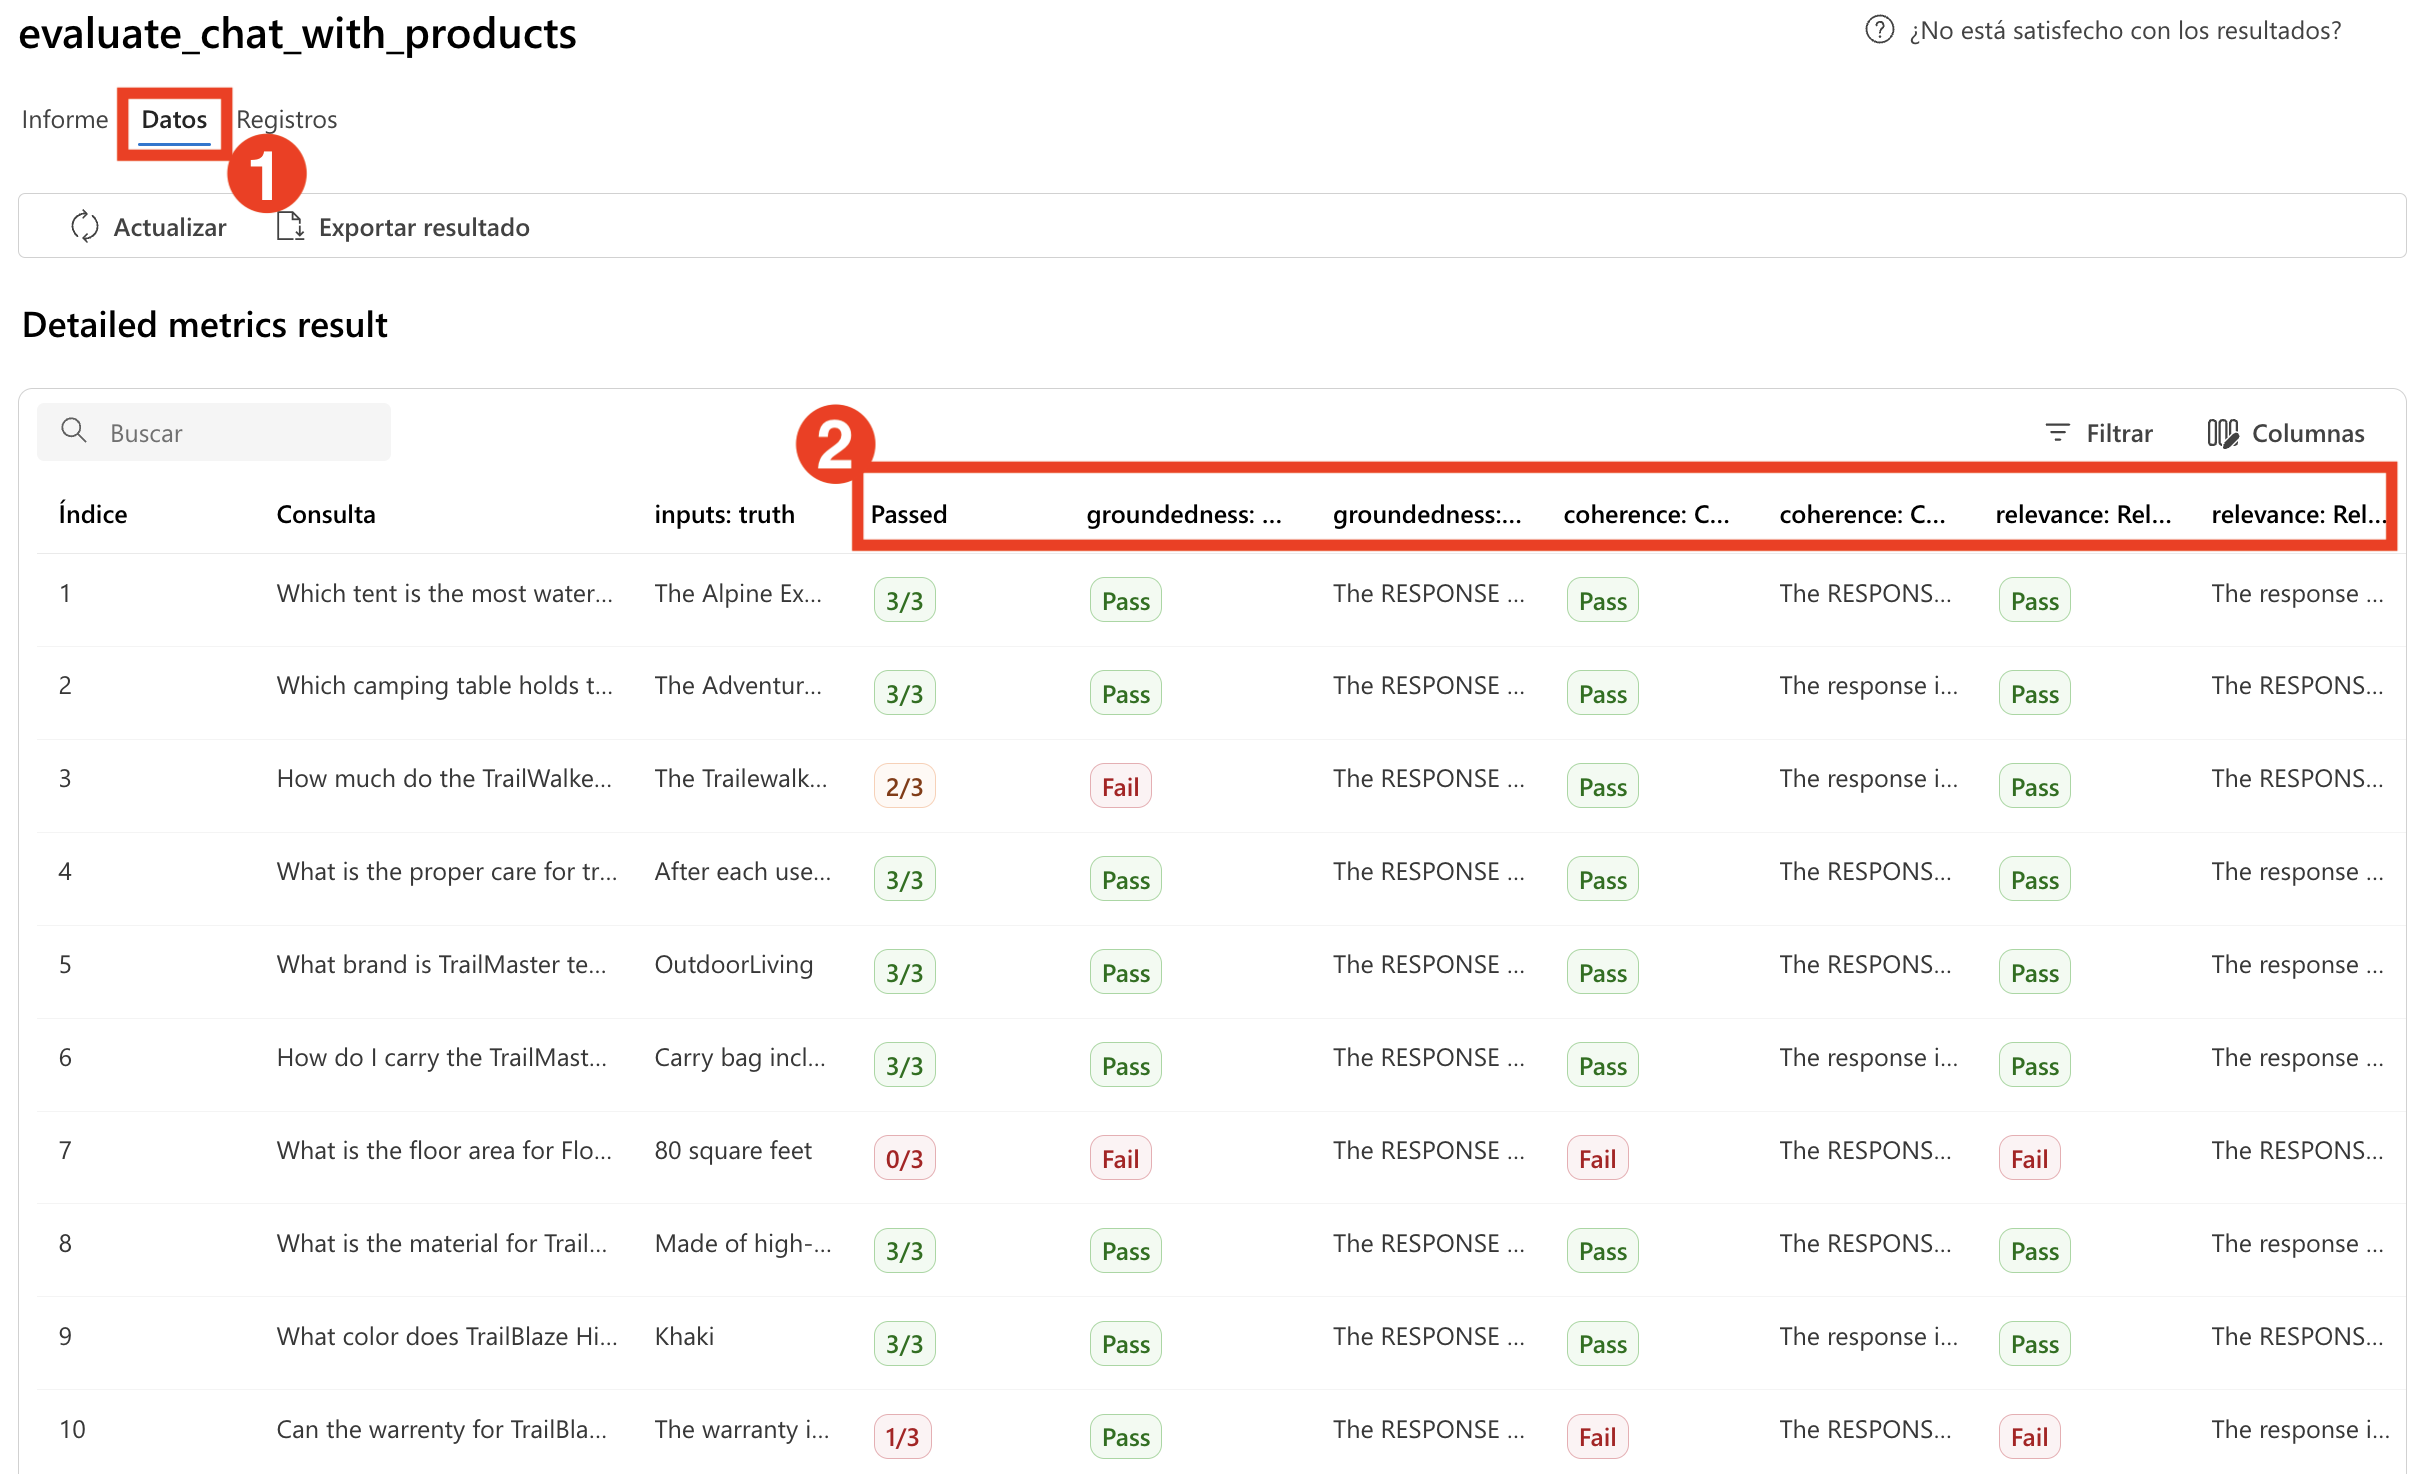 evaluate_chat_with_products
¿No está satisfecho con los resultados?
Informe Datos Registros
1
Actualizar Exportar resultado
Detailed metrics result
Buscar
2
Filtrar Columnas
Índice Consulta inputs: truth Passed groundedness: ... groundedness:... coherence: C... coherence: C... relevance: Rel... relevance: Rel...
1 Which tent is the most water... The Alpine Ex... 3/3 Pass The RESPONSE ... Pass The RESPONS... Pass The response ...
2 Which camping table holds t... The Adventur... 3/3 Pass The RESPONSE ... Pass The response i... Pass The RESPONS...
3 How much do the TrailWalke... The Trailewalk... 2/3 Fail The RESPONSE ... Pass The response i... Pass The RESPONS...
4 What is the proper care for tr... After each use... 3/3 Pass The RESPONSE ... Pass The RESPONS... Pass The response ...
5 What brand is TrailMaster te... OutdoorLiving 3/3 Pass The RESPONSE ... Pass The RESPONS... Pass The response ...
6 How do I carry the TrailMast... Carry bag incl... 3/3 Pass The RESPONSE ... Pass The response i... Pass The response ...
7 What is the floor area for Flo... 80 square feet 0/3 Fail The RESPONSE ... Fail The RESPONS... Fail The RESPONS...
8 What is the material for Trail... Made of high-... 3/3 Pass The RESPONSE ... Pass The RESPONS... Pass The response ...
9 What color does TrailBlaze Hi... Khaki 3/3 Pass The RESPONSE ... Pass The response i... Pass The RESPONS...
10 Can the warrenty for TrailBla... The warranty i... 1/3 Pass The RESPONSE ... Fail The RESPONS... Fail The response i...